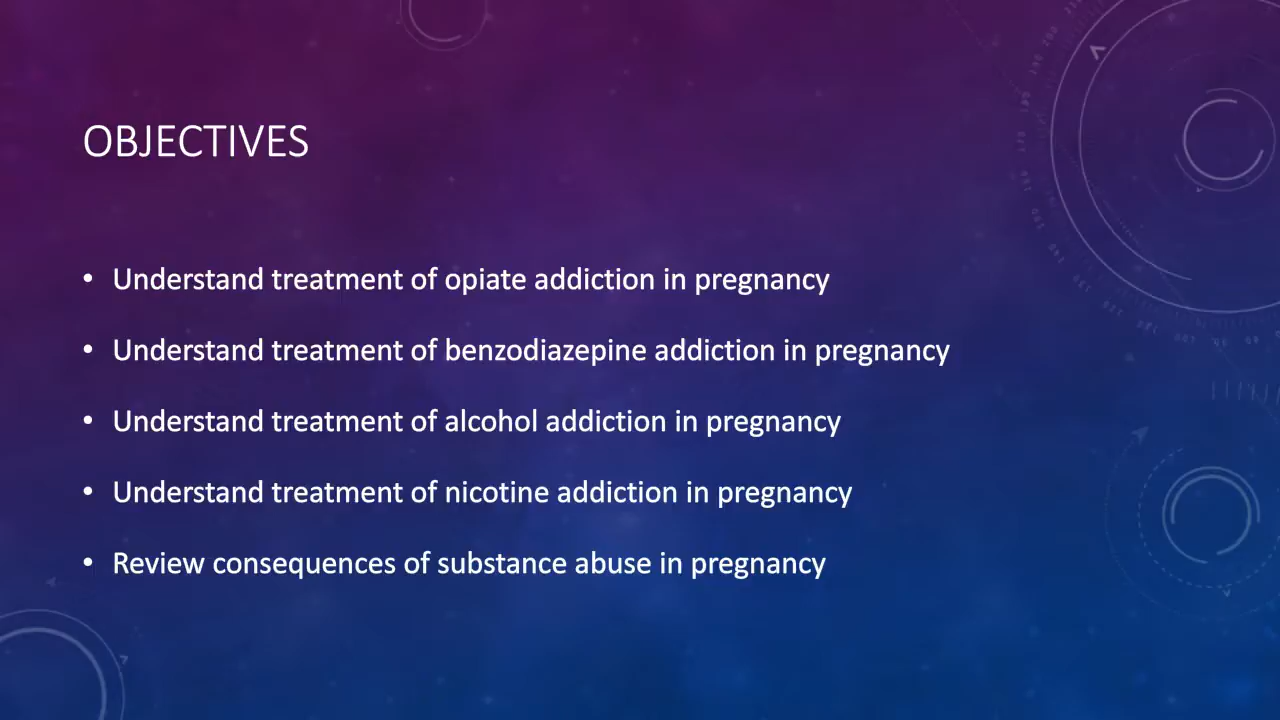 OBJECTIVES
• Understand treatment of opiate addiction in pregnancy
• Understand treatment of benzodiazepine addiction in pregnancy
• Understand treatment of alcohol addiction in pregnancy
• Understand treatment of nicotine addiction in pregnancy
• Review consequences of substance abuse in pregnancy